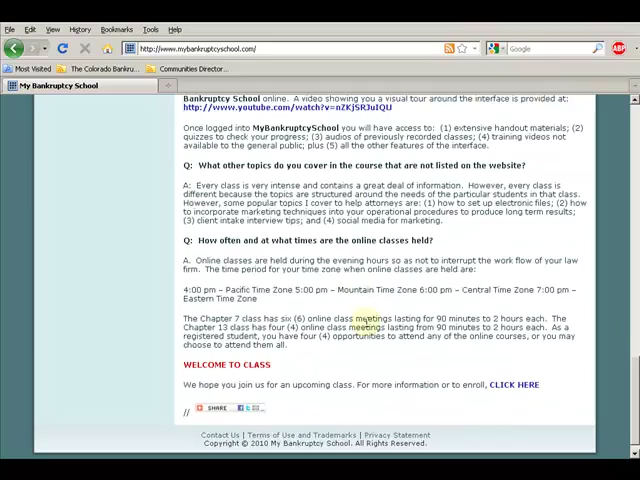 File Edit View History Bookmarks Tools Help
http://www.mybankruptcyschool.com/
Google
ABP
Most Visited The Colorado Bankru... Communities Director...
My Bankruptcy School
Bankruptcy School online. A video showing you a visual tour around the interface is provided at:
http://www.youtube.com/watch?v=nZKjSRJuIQU
Once logged into MyBankruptcySchool you will have access to: (1) extensive handout materials; (2)
quizzes to check your progress; (3) audios of previously recorded classes; (4) training videos not
available to the general public; plus (5) all the other features of the interface.
Q: What other topics do you cover in the course that are not listed on the website?
A: Every class is very intense and contains a great deal of information. However, every class is
different because the topics are structured around the needs of the particular students in that class.
However, some popular topics I cover to help attorneys are: (1) how to set up electronic files; (2) how
to incorporate marketing techniques into your operational procedures to produce long term results;
(3) client intake interview tips; and (4) social media for marketing.
Q: How often and at what times are the online classes held?
A. Online classes are held during the evening hours so as not to interrupt the work flow of your law
firm. The time period for your time zone when online classes are held are:
4:00 pm – Pacific Time Zone 5:00 pm – Mountain Time Zone 6:00 pm – Central Time Zone 7:00 pm –
Eastern Time Zone
The Chapter 7 class has six (6) online class meetings lasting for 90 minutes to 2 hours each. The
Chapter 13 class has four (4) online class meetings lasting from 90 minutes to 2 hours each. As a
registered student, you have four (4) opportunities to attend any of the online courses, or you may
choose to attend them all.
WELCOME TO CLASS
We hope you join us for an upcoming class. For more information or to enroll, CLICK HERE
// SHARE
Contact Us | Terms of Use and Trademarks | Privacy Statement
Copyright © 2010 My Bankruptcy School. All Rights Reserved.